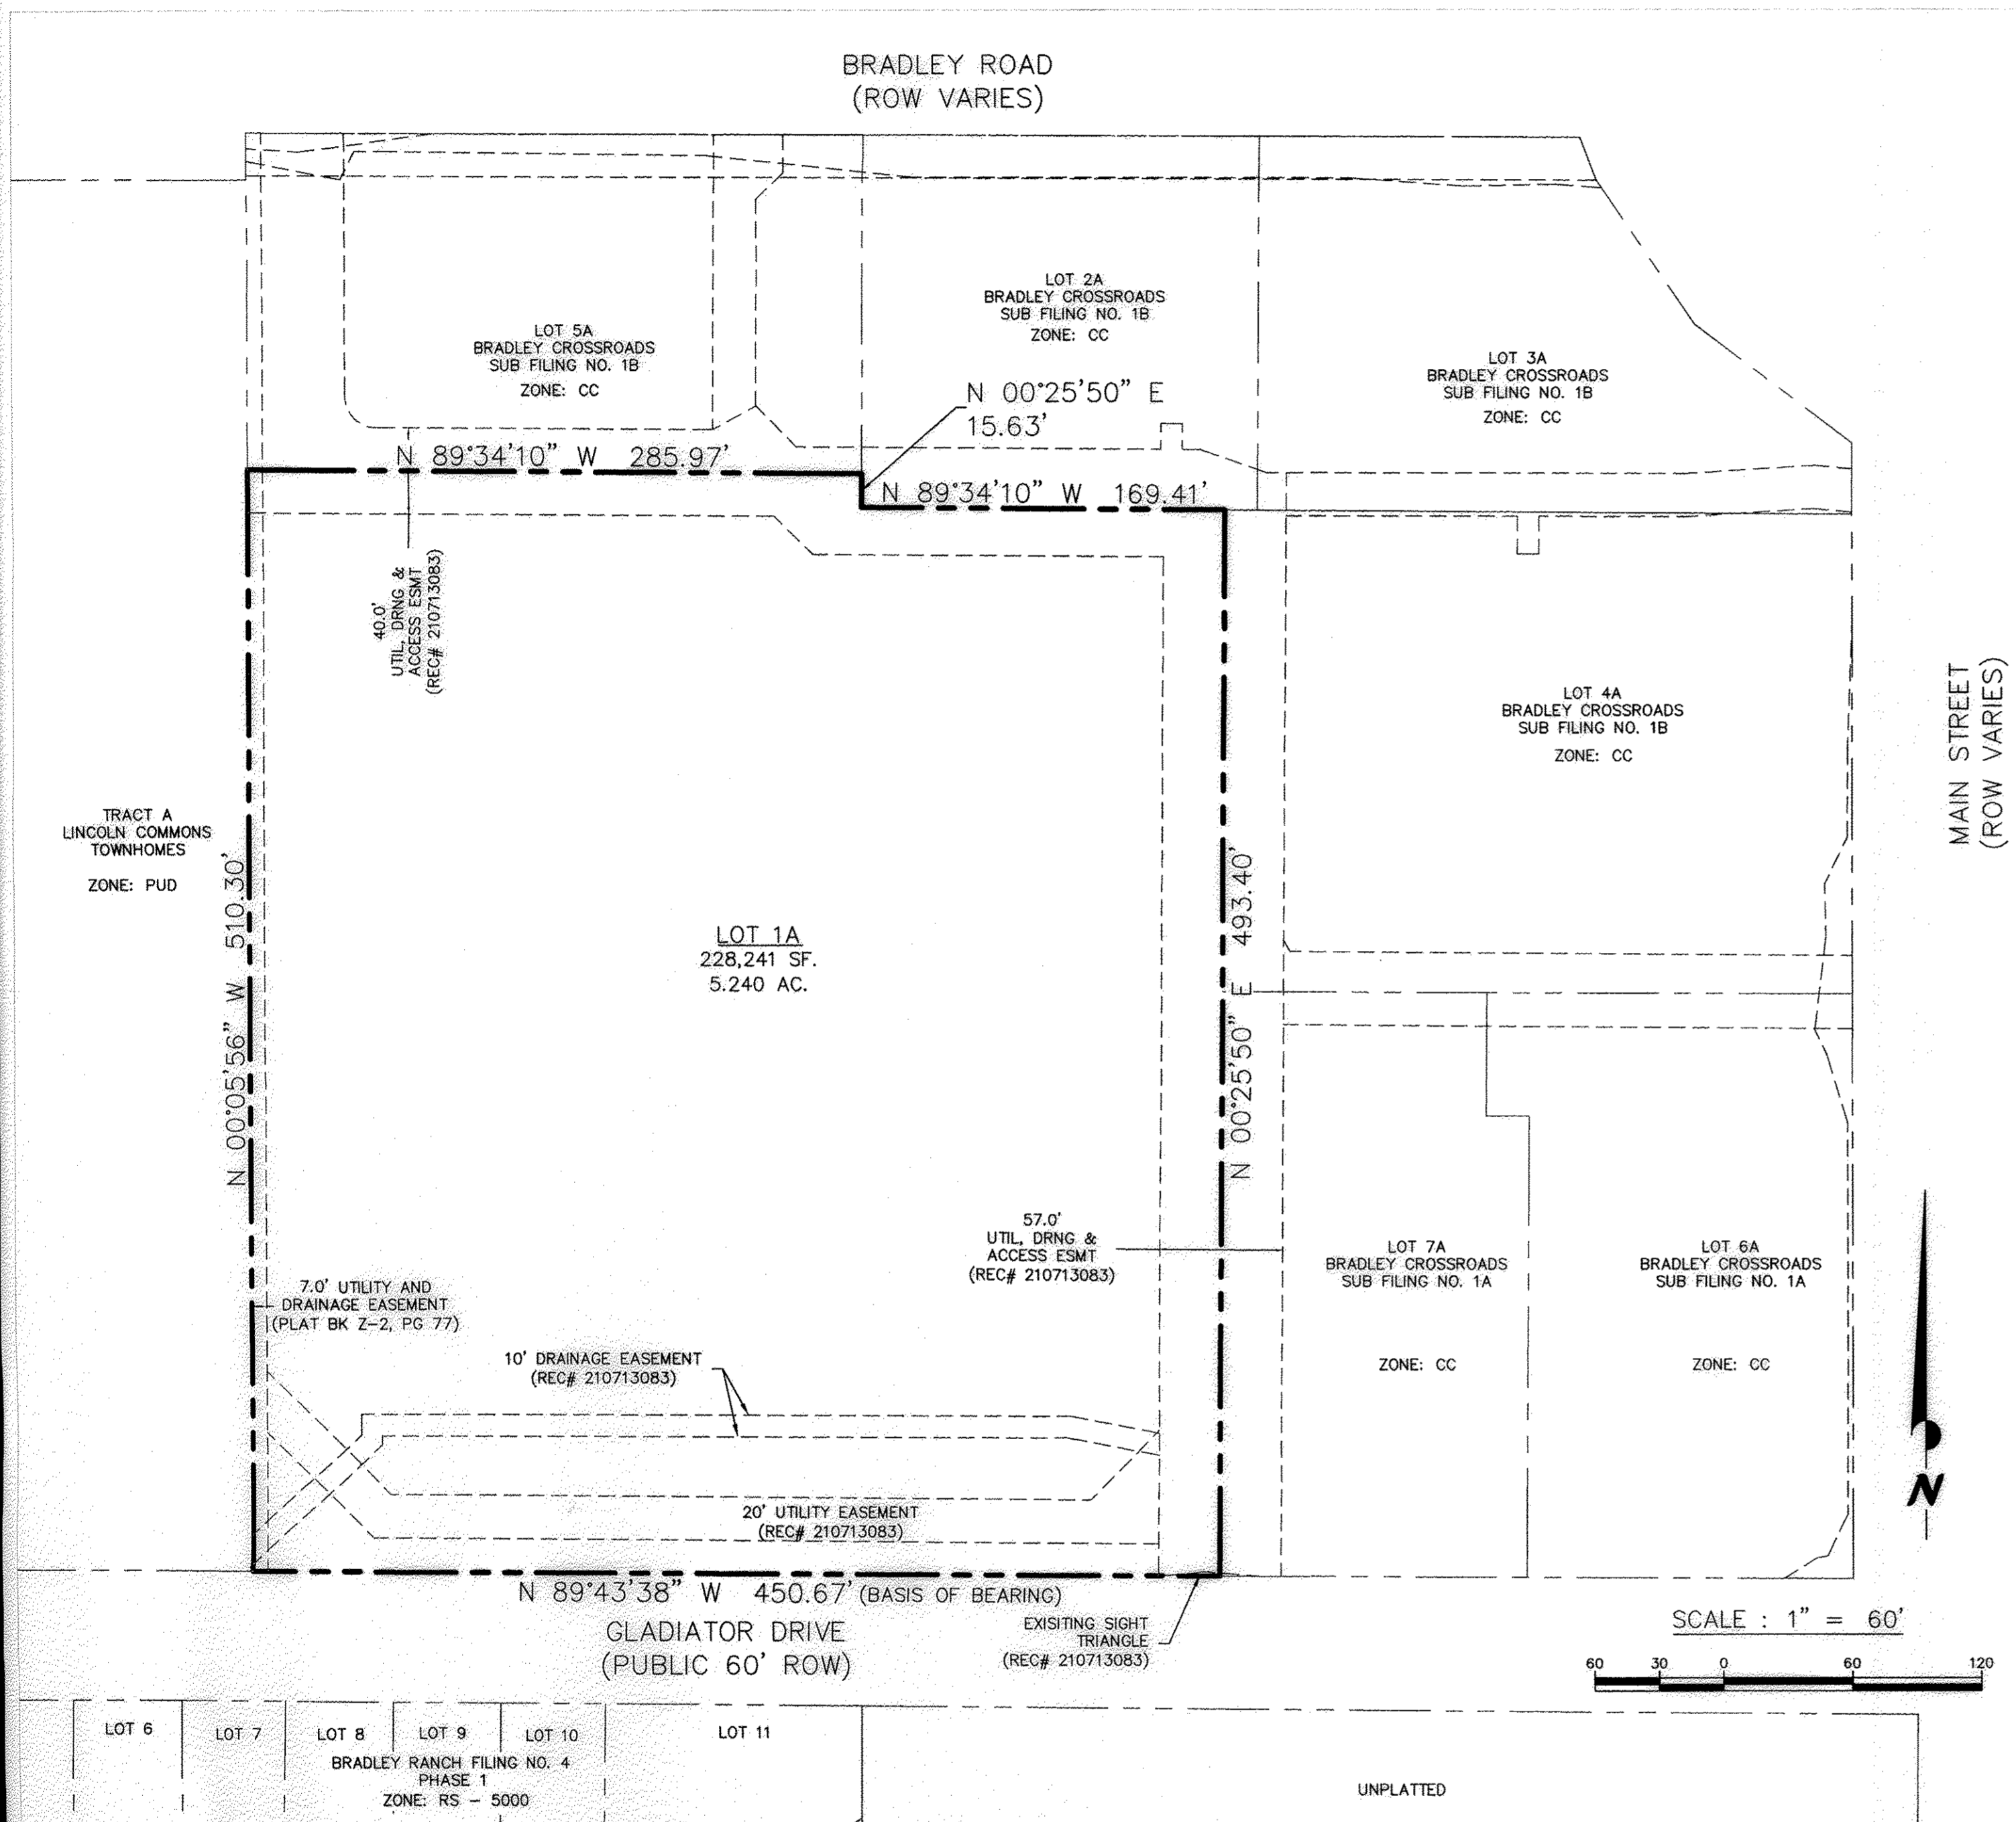 BRADLEY ROAD
(ROW VARIES)
LOT 5A
BRADLEY CROSSROADS
SUB FILING NO. 1B
ZONE: CC
LOT 2A
BRADLEY CROSSROADS
SUB FILING NO. 1B
ZONE: CC
LOT 3A
BRADLEY CROSSROADS
SUB FILING NO. 1B
ZONE: CC
N 00°25'50" E
15.63'
N 89°34'10" W 285.97'
N 89°34'10" W 169.41'
40.0'
UTIL, DRNG &
ACCESS ESMT
(REC# 210713083)
LOT 4A
BRADLEY CROSSROADS
SUB FILING NO. 1B
ZONE: CC
MAIN STREET
(ROW VARIES)
TRACT A
LINCOLN COMMONS
TOWNHOMES
ZONE: PUD
N 00°05'56" W 510.30'
LOT 1A
228,241 SF.
5.240 AC.
N 00°25'50" E 493.40'
57.0'
UTIL, DRNG &
ACCESS ESMT
(REC# 210713083)
LOT 7A
BRADLEY CROSSROADS
SUB FILING NO. 1A
ZONE: CC
LOT 6A
BRADLEY CROSSROADS
SUB FILING NO. 1A
ZONE: CC
7.0' UTILITY AND
DRAINAGE EASEMENT
(PLAT BK Z-2, PG 77)
10' DRAINAGE EASEMENT
(REC# 210713083)
20' UTILITY EASEMENT
(REC# 210713083)
N
N 89°43'38" W 450.67' (BASIS OF BEARING)
GLADIATOR DRIVE
(PUBLIC 60' ROW)
EXISITING SIGHT
TRIANGLE
(REC# 210713083)
SCALE : 1" = 60'
60 30 0 60 120
LOT 6
LOT 7
LOT 8
LOT 9
LOT 10
LOT 11
BRADLEY RANCH FILING NO. 4
PHASE 1
ZONE: RS - 5000
UNPLATTED